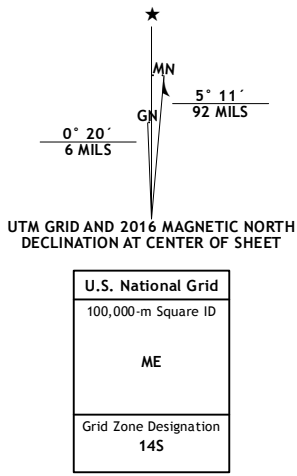 MN
GN
5° 11´
92 MILS
0° 20´
6 MILS
UTM GRID AND 2016 MAGNETIC NORTH
DECLINATION AT CENTER OF SHEET
U.S. National Grid
100,000-m Square ID
ME
Grid Zone Designation
14S